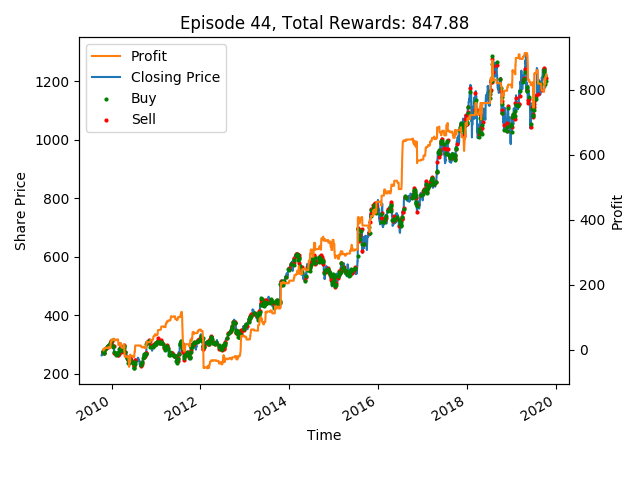 Episode 44, Total Rewards: 847.88
Profit
Closing Price
Buy
Sell
1200
1000
800
600
400
200
Share Price
800
600
400
200
0
Profit
2010
2012
2014
2016
2018
2020
Time